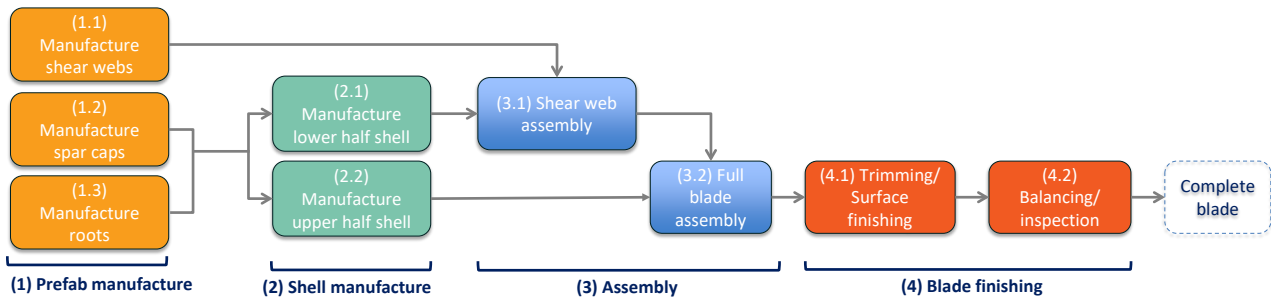 (1.1)
Manufacture
shear webs
(1.2)
Manufacture
spar caps
(1.3)
Manufacture
roots
(1) Prefab manufacture
(2.1)
Manufacture
lower half shell
(2.2)
Manufacture
upper half shell
(2) Shell manufacture
(3.1) Shear web
assembly
(3.2) Full
blade
assembly
(3) Assembly
(4.1) Trimming/
Surface
finishing
(4.2)
Balancing/
inspection
(4) Blade finishing
Complete
blade